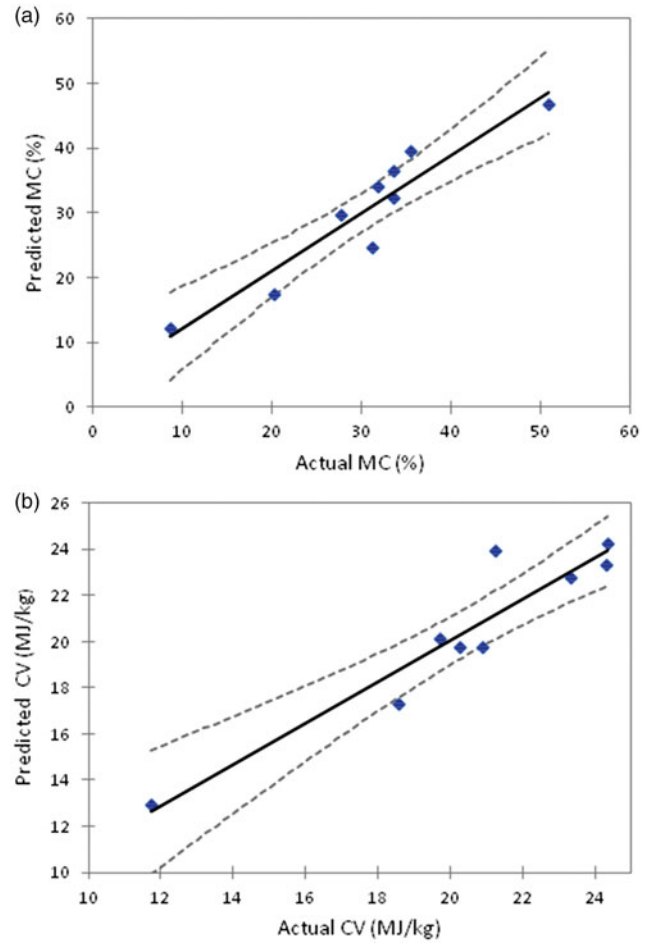 (a)
60
50
40
30
20
10
0
Predicted MC (%)
0 10 20 30 40 50 60
Actual MC (%)
(b)
26
24
22
20
18
16
14
12
10
Predicted CV (MJ/kg)
10 12 14 16 18 20 22 24
Actual CV (MJ/kg)